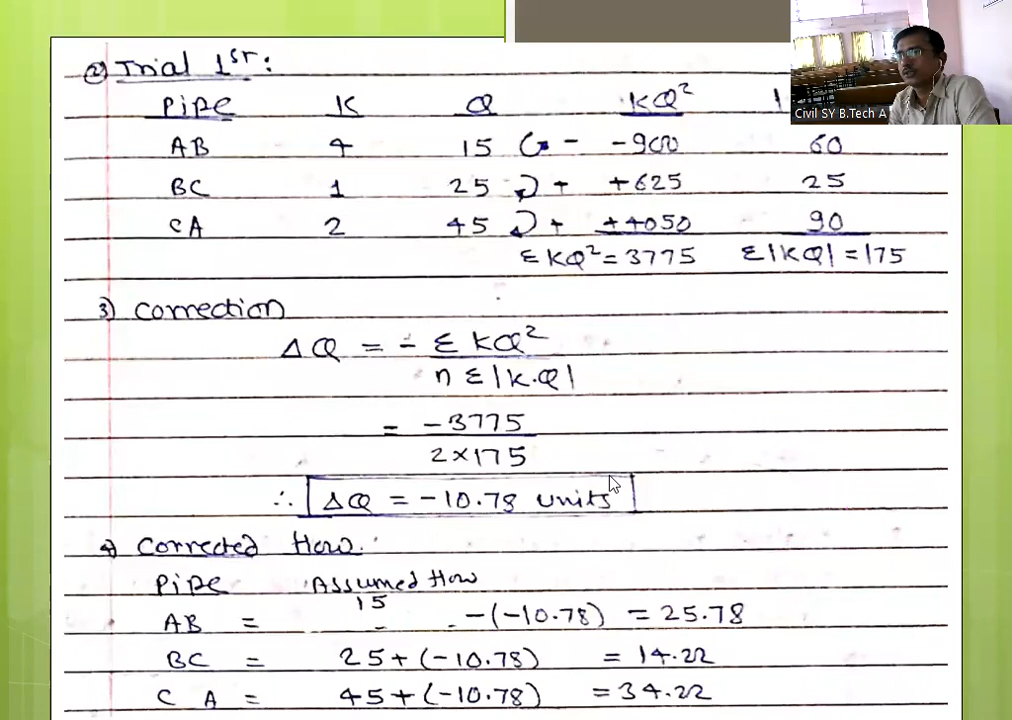 2) Trial 1st:
Pipe K Q KQ²
AB 4 15 - -900 60
BC 1 25 + +625 25
CA 2 45 + +4050 90
Σ KQ² = 3775 Σ|KQ| = 175
3) Correction
ΔQ = - Σ KQ²
n Σ|K.Q|
= -3775
2×175
∴ ΔQ = -10.78 units
4) Corrected flow.
Pipe Assumed flow
AB = 15 -(-10.78) = 25.78
BC = 25+(-10.78) = 14.22
CA = 45+(-10.78) = 34.22
Civil SY B.Tech A